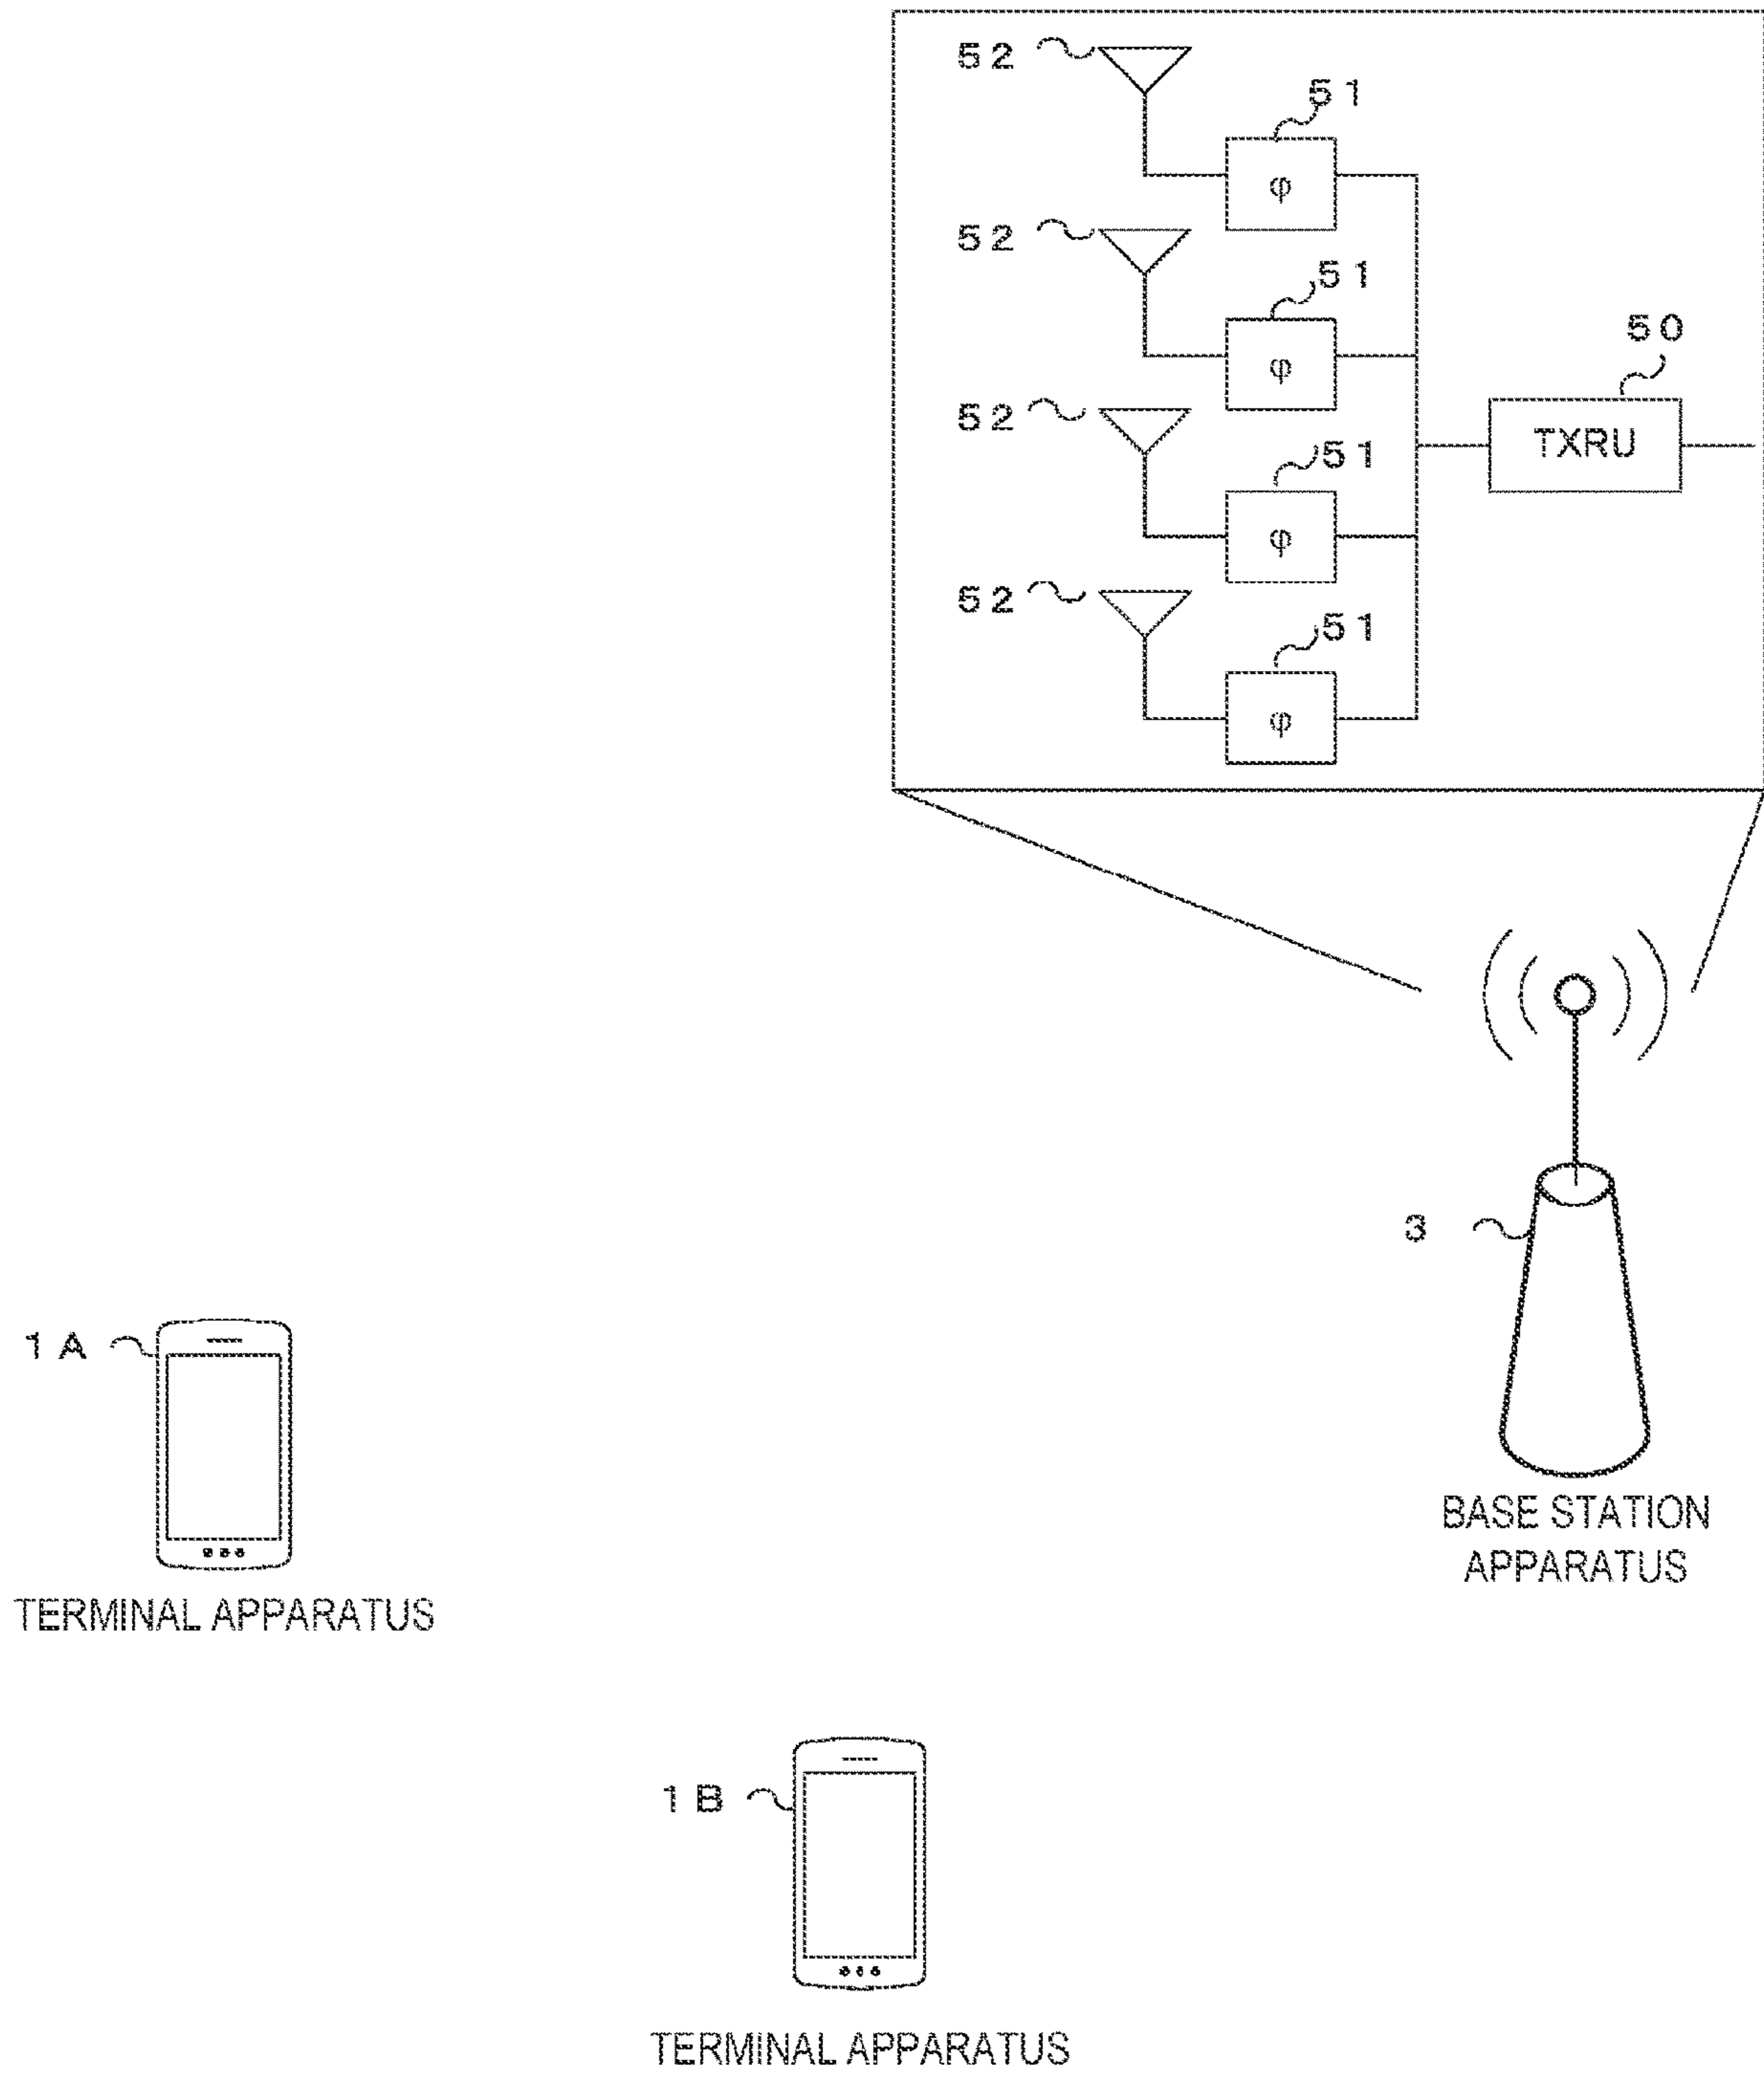 52
51
φ
52
51
φ
50
TXRU
52
51
φ
52
51
φ
3
BASE STATION
APPARATUS
1A
TERMINAL APPARATUS
1B
TERMINAL APPARATUS